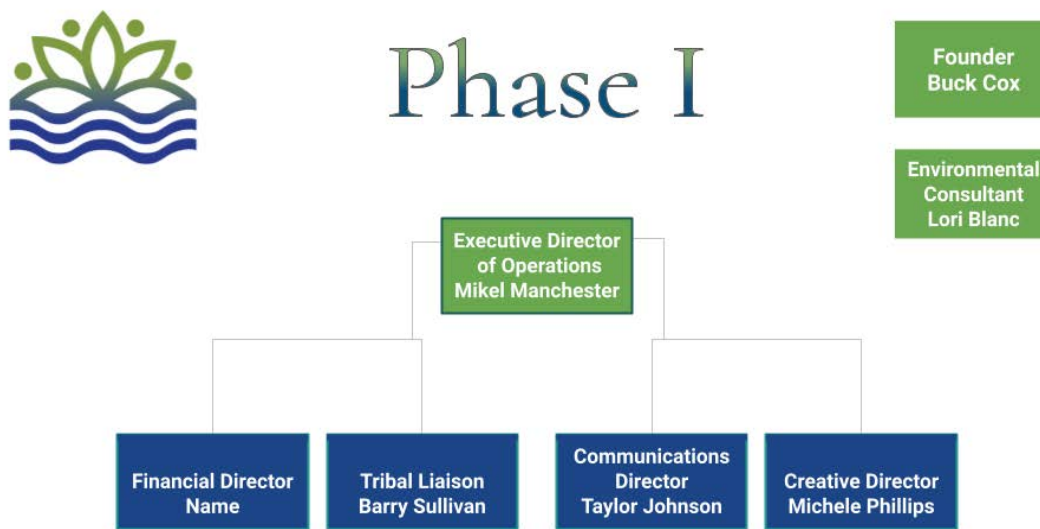 Phase I
Founder
Buck Cox
Environmental
Consultant
Lori Blanc
Executive Director
of Operations
Mikel Manchester
Financial Director
Name
Tribal Liaison
Barry Sullivan
Communications
Director
Taylor Johnson
Creative Director
Michele Phillips